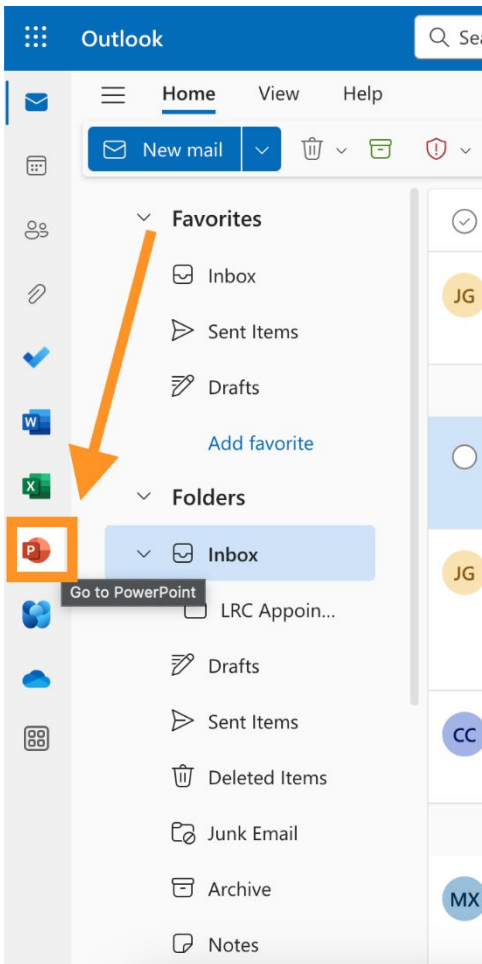 Outlook
Sea
Home View Help
New mail
Favorites
Inbox
JG
Sent Items
Drafts
W
Add favorite
X
Folders
P
Inbox
JG
Go to PowerPoint
LRC Appoin...
Drafts
Sent Items
CC
Deleted Items
Junk Email
Archive
MX
Notes